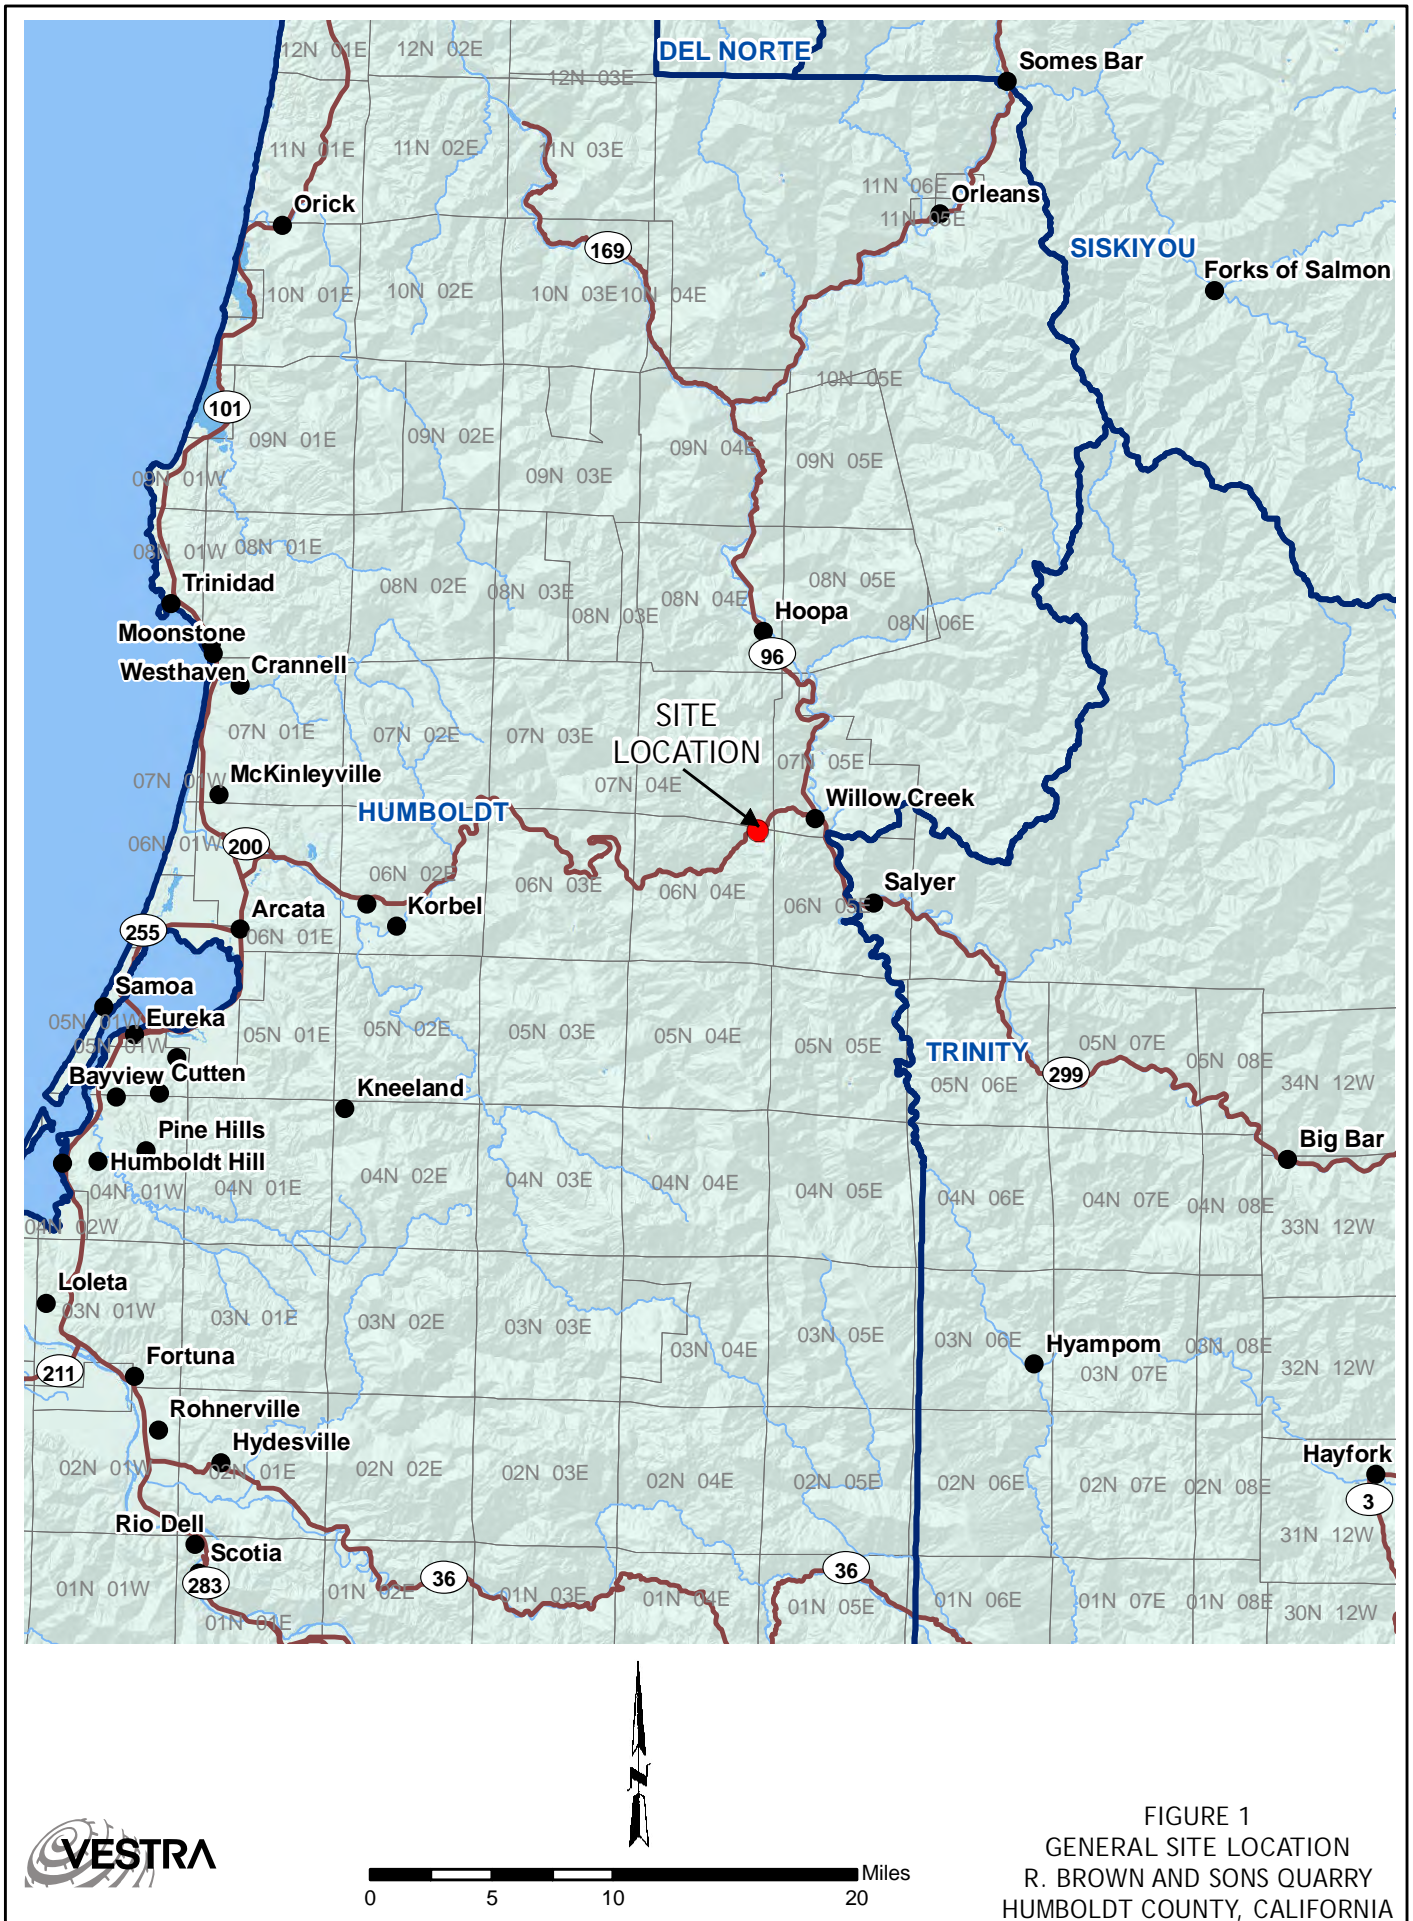 12N 01E
12N 02E
DEL NORTE
12N 03E
Somes Bar
11N 01E
11N 02E
11N 03E
11N 06E
Orleans
11N 05E
Orick
169
SISKIYOU
Forks of Salmon
10N 01E
10N 02E
10N 03E
10N 04E
10N 05E
101
09N 01E
09N 02E
09N 04E
09N 05E
09N 01W
09N 03E
08N 01W
08N 01E
08N 02E
08N 03E
08N 03E
08N 04E
08N 05E
08N 06E
Trinidad
Hoopa
Moonstone
96
Westhaven
Crannell
SITE
LOCATION
07N 01E
07N 02E
07N 03E
07N 04E
07N 05E
07N 01W
McKinleyville
HUMBOLDT
Willow Creek
06N 01W
200
06N 02E
06N 03E
06N 04E
06N 05E
Salyer
Korbel
Arcata
255
06N 01E
Samoa
05N 01W
Eureka
05N 01W
05N 01E
05N 02E
05N 03E
05N 04E
05N 05E
TRINITY
05N 06E
299
05N 07E
05N 08E
34N 12W
Bayview
Cutten
Kneeland
Pine Hills
Big Bar
Humboldt Hill
04N 01W
04N 01E
04N 02E
04N 03E
04N 04E
04N 05E
04N 06E
04N 07E
04N 08E
33N 12W
04N 02W
Loleta
03N 01W
03N 01E
03N 02E
03N 03E
03N 04E
03N 05E
03N 06E
Hyampom
03N 07E
03N 08E
32N 12W
211
Fortuna
Rohnerville
Hydesville
02N 01W
02N 01E
02N 02E
02N 03E
02N 04E
02N 05E
02N 06E
02N 07E
02N 08E
Hayfork
3
31N 12W
Rio Dell
Scotia
283
01N 01W
01N 01E
01N 02E
36
01N 03E
01N 04E
36
01N 05E
01N 06E
01N 07E
01N 08E
30N 12W
N
VESTRA
Miles
0 5 10 20
FIGURE 1
GENERAL SITE LOCATION
R. BROWN AND SONS QUARRY
HUMBOLDT COUNTY, CALIFORNIA